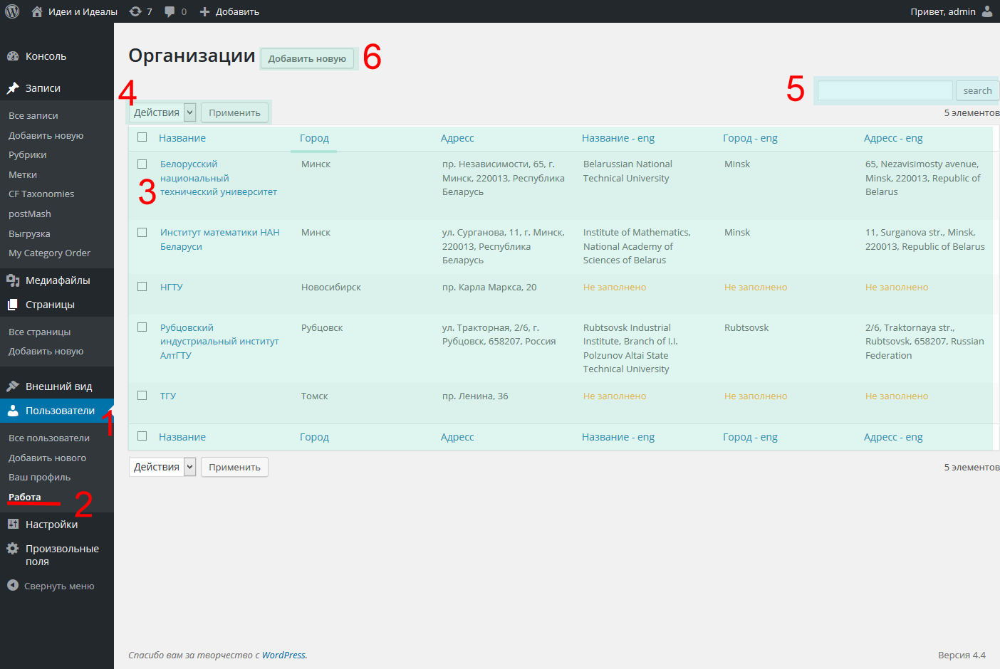 Идеи и Идеалы 7 0 Добавить Привет, admin
Консоль
Записи
Все записи
Добавить новую
Рубрики
Метки
CF Taxonomies
postMash
Выгрузка
My Category Order
Медиафайлы
Страницы
Все страницы
Добавить новую
Внешний вид
Пользователи 1
Все пользователи
Добавить нового
Ваш профиль
Работа 2
Настройки
Произвольные
поля
Свернуть меню
Организации Добавить новую 6
5 search
4
Действия Применить 5 элементов
Название Город Адресс Название - eng Город - eng Адресс - eng
Белорусский
национальный
технический университет
3
Минск
пр. Независимости, 65, г.
Минск, 220013, Республика
Беларусь
Belarussian National
Technical University
Minsk
65, Nezavisimosty avenue,
Minsk, 220013, Republic of
Belarus
Институт математики НАН
Беларуси
Минск
ул. Сурганова, 11, г. Минск,
220013, Республика
Беларусь
Institute of Mathematics,
National Academy of
Sciences of Belarus
Minsk
11, Surganova str., Minsk,
220013, Republic of Belarus
НГТУ Новосибирск пр. Карла Маркса, 20 Не заполнено Не заполнено Не заполнено
Рубцовский
индустриальный институт
АлтГТУ
Рубцовск
ул. Тракторная, 2/6, г.
Рубцовск, 658207, Россия
Rubtsovsk Industrial
Institute, Branch of I.I.
Polzunov Altai State
Technical University
Rubtsovsk
2/6, Traktornaya str.,
Rubtsovsk, 658207, Russian
Federation
ТГУ Томск пр. Ленина, 36 Не заполнено Не заполнено Не заполнено
Название Город Адресс Название - eng Город - eng Адресс - eng
Действия Применить 5 элементов
Спасибо вам за творчество с WordPress. Версия 4.4